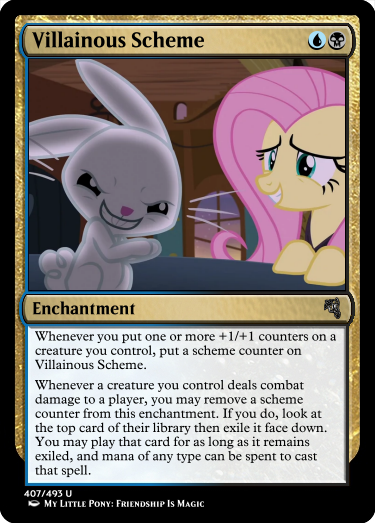 Villainous Scheme
Enchantment
Whenever you put one or more +1/+1 counters on a
creature you control, put a scheme counter on
Villainous Scheme.
Whenever a creature you control deals combat
damage to a player, you may remove a scheme
counter from this enchantment. If you do, look at
the top card of their library then exile it face down.
You may play that card for as long as it remains
exiled, and mana of any type can be spent to cast
that spell.
407/493 U
My Little Pony: Friendship Is Magic